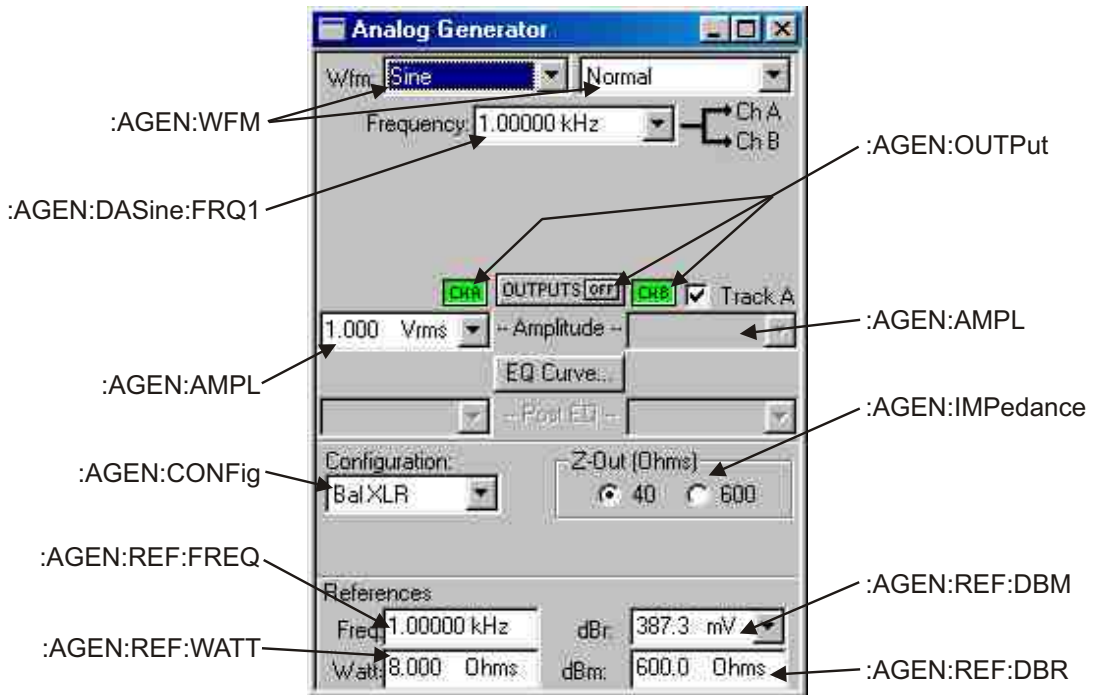 Analog Generator
Wfm: Sine Normal
:AGEN:WFM
Frequency: 1.00000 kHz
Ch A
Ch B
:AGEN:OUTPut
:AGEN:DASine:FRQ1
CHA OUTPUTS OFF CHB Track A
1.000 Vrms -- Amplitude --
:AGEN:AMPL
:AGEN:AMPL
EQ Curve...
-- Post EQ --
:AGEN:IMPedance
Configuration: Z-Out (Ohms)
:AGEN:CONFig
Bal XLR 40 600
:AGEN:REF:FREQ
References
:AGEN:REF:DBM
Freq: 1.00000 kHz dBr: 387.3 mV
:AGEN:REF:WATT
Watt: 8.000 Ohms dBm: 600.0 Ohms
:AGEN:REF:DBR